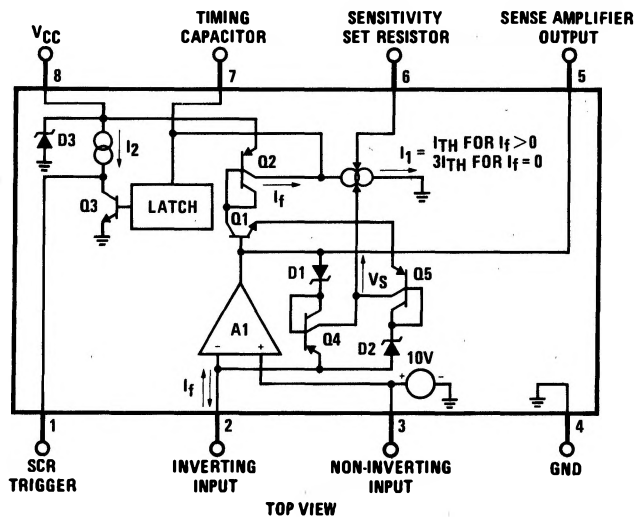 TIMING
CAPACITOR
SENSITIVITY
SET RESISTOR
SENSE AMPLIFIER
OUTPUT
VCC
8
7
6
5
D3
I2
Q2
If
I1 = ITH FOR If > 0
3ITH FOR If = 0
Q3
LATCH
Q1
D1
VS
Q5
A1
- +
Q4
D2
10V
+ -
If
1
2
3
4
SCR
TRIGGER
INVERTING
INPUT
NON-INVERTING
INPUT
GND
TOP VIEW